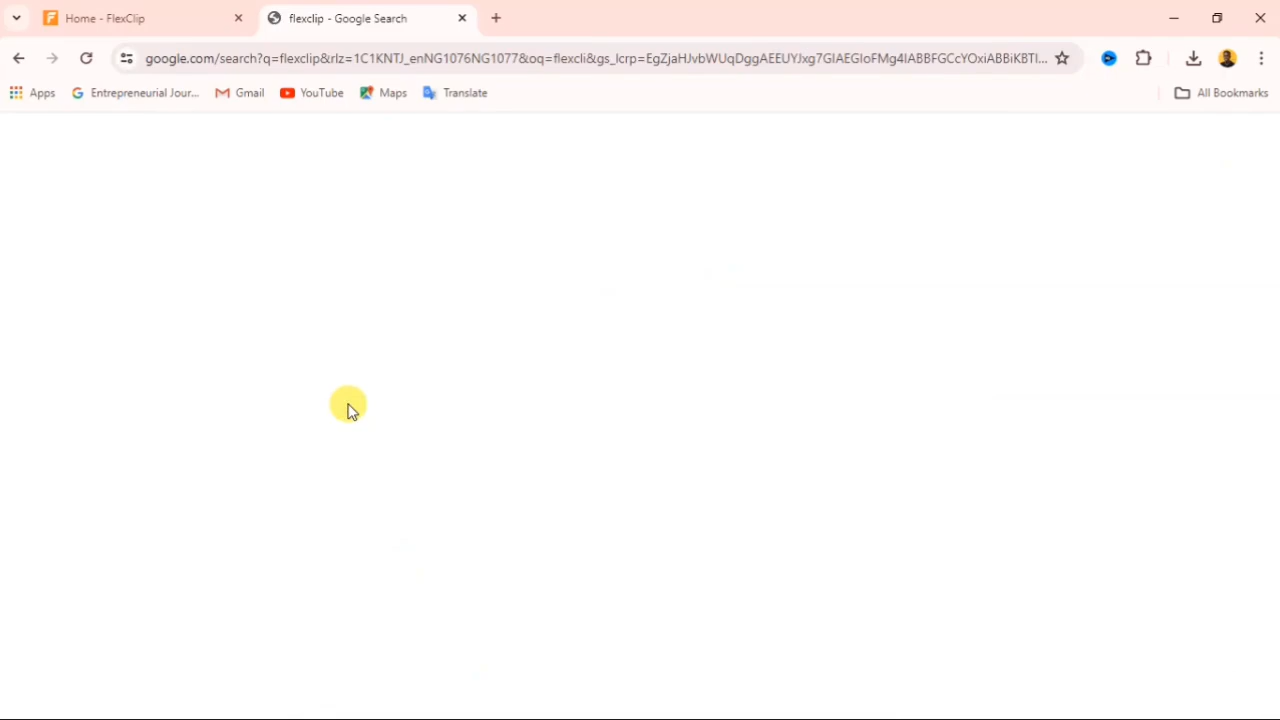 Home - FlexClip
flexclip - Google Search
google.com/search?q=flexclip&rlz=1C1KNTJ_enNG1076NG1077&oq=flexcli&gs_lcrp=
Apps
Entrepreneurial Jour...
Gmail
YouTube
Maps
Translate
All Bookmarks